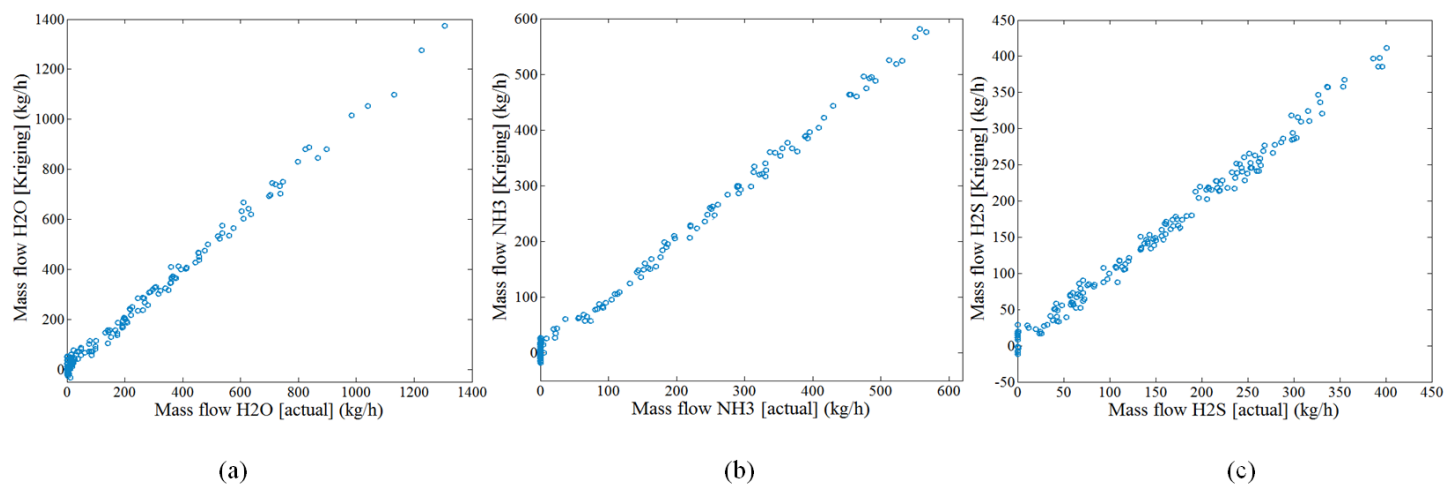 1400
1200
1000
800
600
400
200
0
Mass flow H2O [Kriging] (kg/h)
0 200 400 600 800 1000 1200 1400
Mass flow H2O [actual] (kg/h)
(a)
600
500
400
300
200
100
0
Mass flow NH3 [Kriging] (kg/h)
0 100 200 300 400 500 600
Mass flow NH3 [actual] (kg/h)
(b)
450
400
350
300
250
200
150
100
50
0
-50
Mass flow H2S [Kriging] (kg/h)
0 50 100 150 200 250 300 350 400 450
Mass flow H2S [actual] (kg/h)
(c)